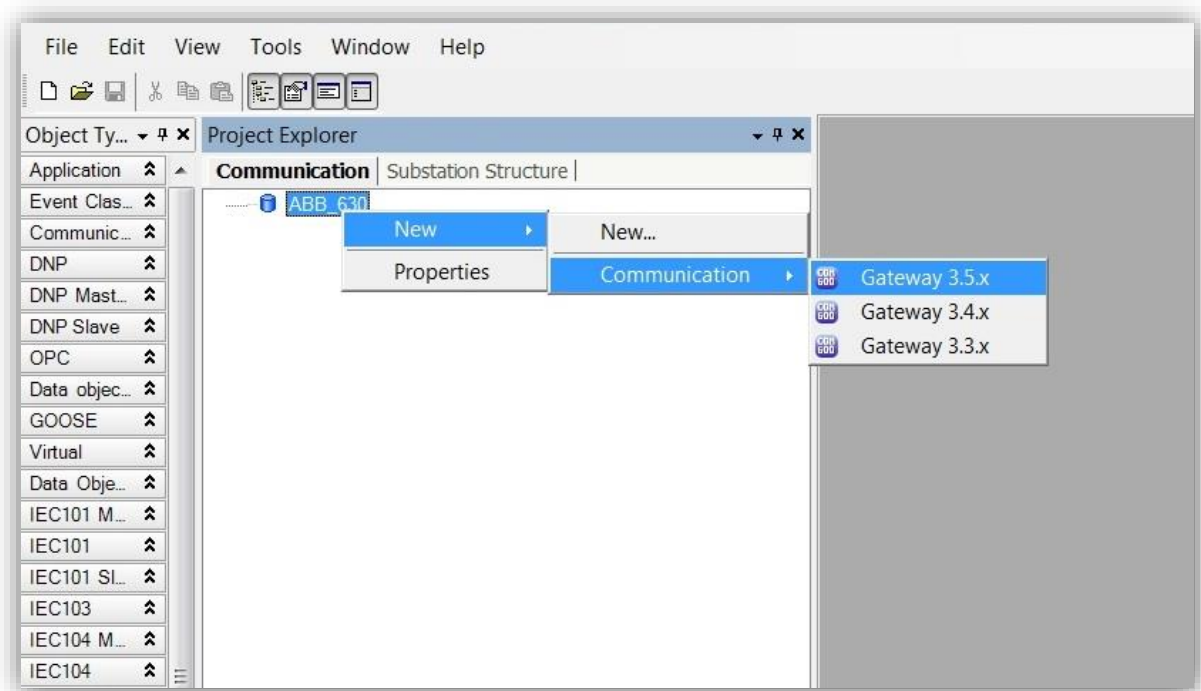 File Edit View Tools Window Help
Object Ty... Project Explorer
Communication Substation Structure
Application
Event Clas...
Communic...
DNP
DNP Mast...
DNP Slave
OPC
Data objec...
GOOSE
Virtual
Data Obje...
IEC101 M...
IEC101
IEC101 Sl...
IEC103
IEC104 M...
IEC104
ABB_630
New
Properties
New...
Communication
Gateway 3.5.x
Gateway 3.4.x
Gateway 3.3.x